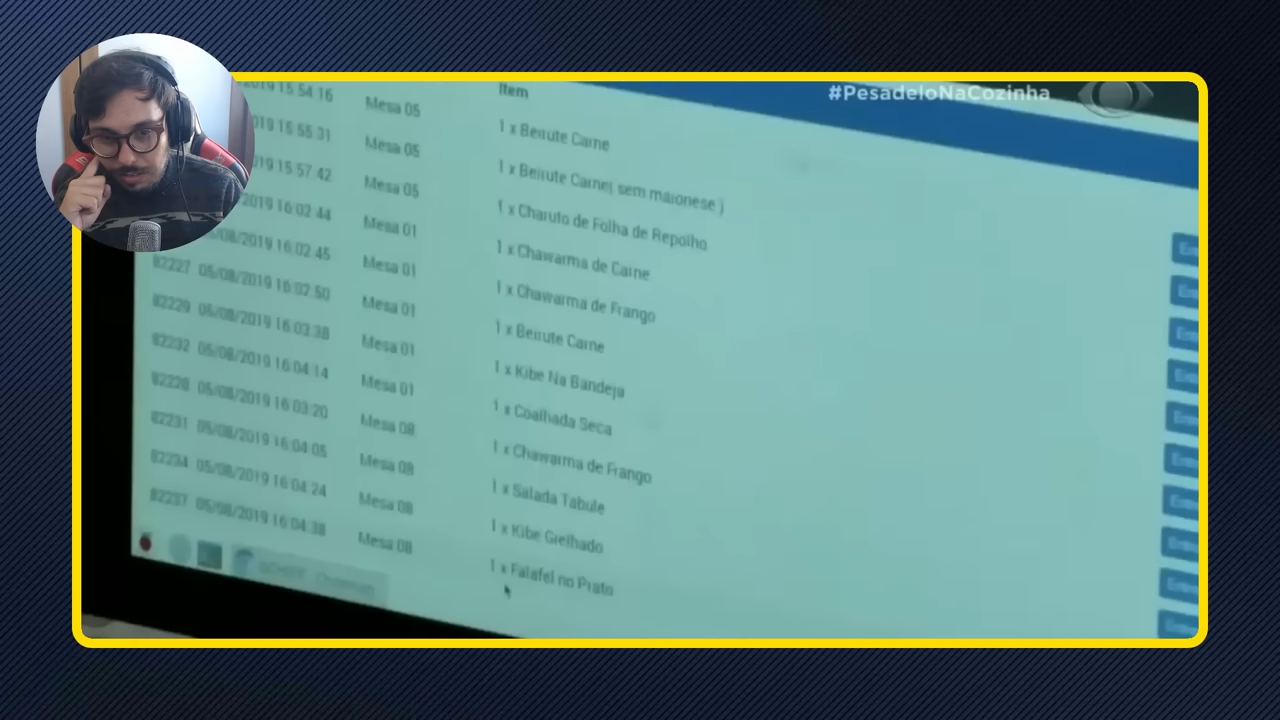 #PesadeloNaCozinha
Item
2019 15:54:16 Mesa 05 1 x Beirute Carne
019 15:55:31 Mesa 05 1 x Beirute Carne( sem maionese )
019 15:57:42 Mesa 05 1 x Charuto de Folha de Repolho
2019 16:02:44 Mesa 01 1 x Chawarma de Carne
05/08/2019 16:02:45 Mesa 01 1 x Chawarma de Frango
82227 05/08/2019 16:02:50 Mesa 01 1 x Beirute Carne
82229 05/08/2019 16:03:38 Mesa 01 1 x Kibe Na Bandeja
82232 05/08/2019 16:04:14 Mesa 01 1 x Coalhada Seca
82228 05/08/2019 16:03:20 Mesa 08 1 x Chawarma de Frango
82231 05/08/2019 16:04:05 Mesa 08 1 x Salada Tabule
82234 05/08/2019 16:04:24 Mesa 08 1 x Kibe Grelhado
82237 05/08/2019 16:04:38 Mesa 08 1 x Falafel no Prato